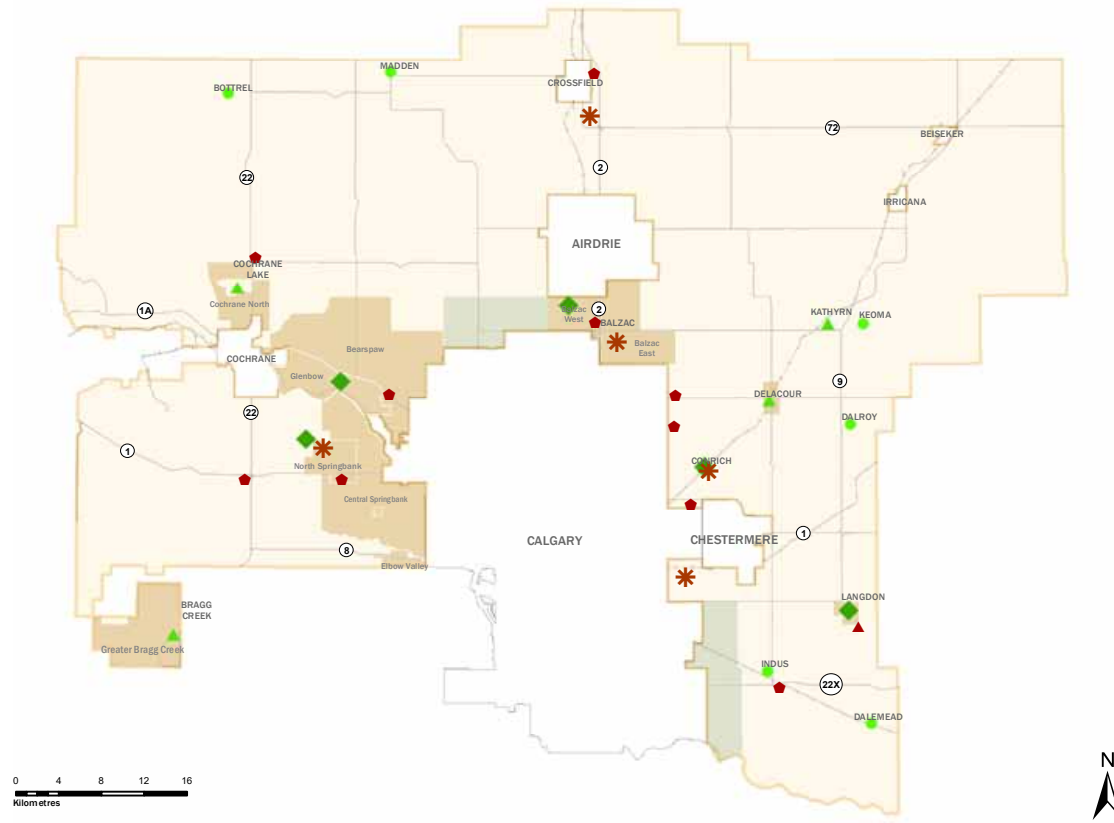 MADDEN
BOTTREL
CROSSFIELD
72
BEISEKER
2
22
IRRICANA
AIRDRIE
COCHRANE
LAKE
Cochrane North
1A
2
Balzac
West
BALZAC
KATHYRN
KEOMA
Balzac
East
Bearspaw
COCHRANE
Glenbow
9
DELACOUR
22
DALROY
1
CONRICH
North Springbank
Central Springbank
1
CALGARY
CHESTERMERE
8
Elbow Valley
LANGDON
BRAGG
CREEK
Greater Bragg Creek
INDUS
22X
DALEMEAD
0 4 8 12 16
Kilometres
N